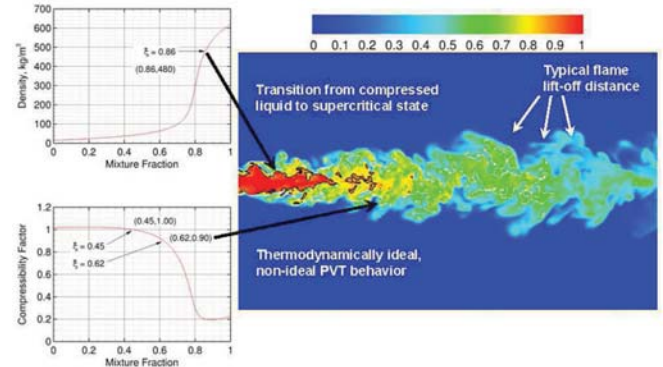 700
600
500
400
300
200
100
0
Density, kg/m³
ξ = 0.86
(0.86,480)
0 0.2 0.4 0.6 0.8 1
Mixture Fraction
1.2
1
0.8
0.6
0.4
0.2
0
Compressibility Factor
(0.45,1.00)
ξ = 0.45
(0.62,0.90)
ξ = 0.62
0 0.2 0.4 0.6 0.8 1
Mixture Fraction
0 0.1 0.2 0.3 0.4 0.5 0.6 0.7 0.8 0.9 1
Transition from compressed
liquid to supercritical state
Typical flame
lift-off distance
Thermodynamically ideal,
non-ideal PVT behavior